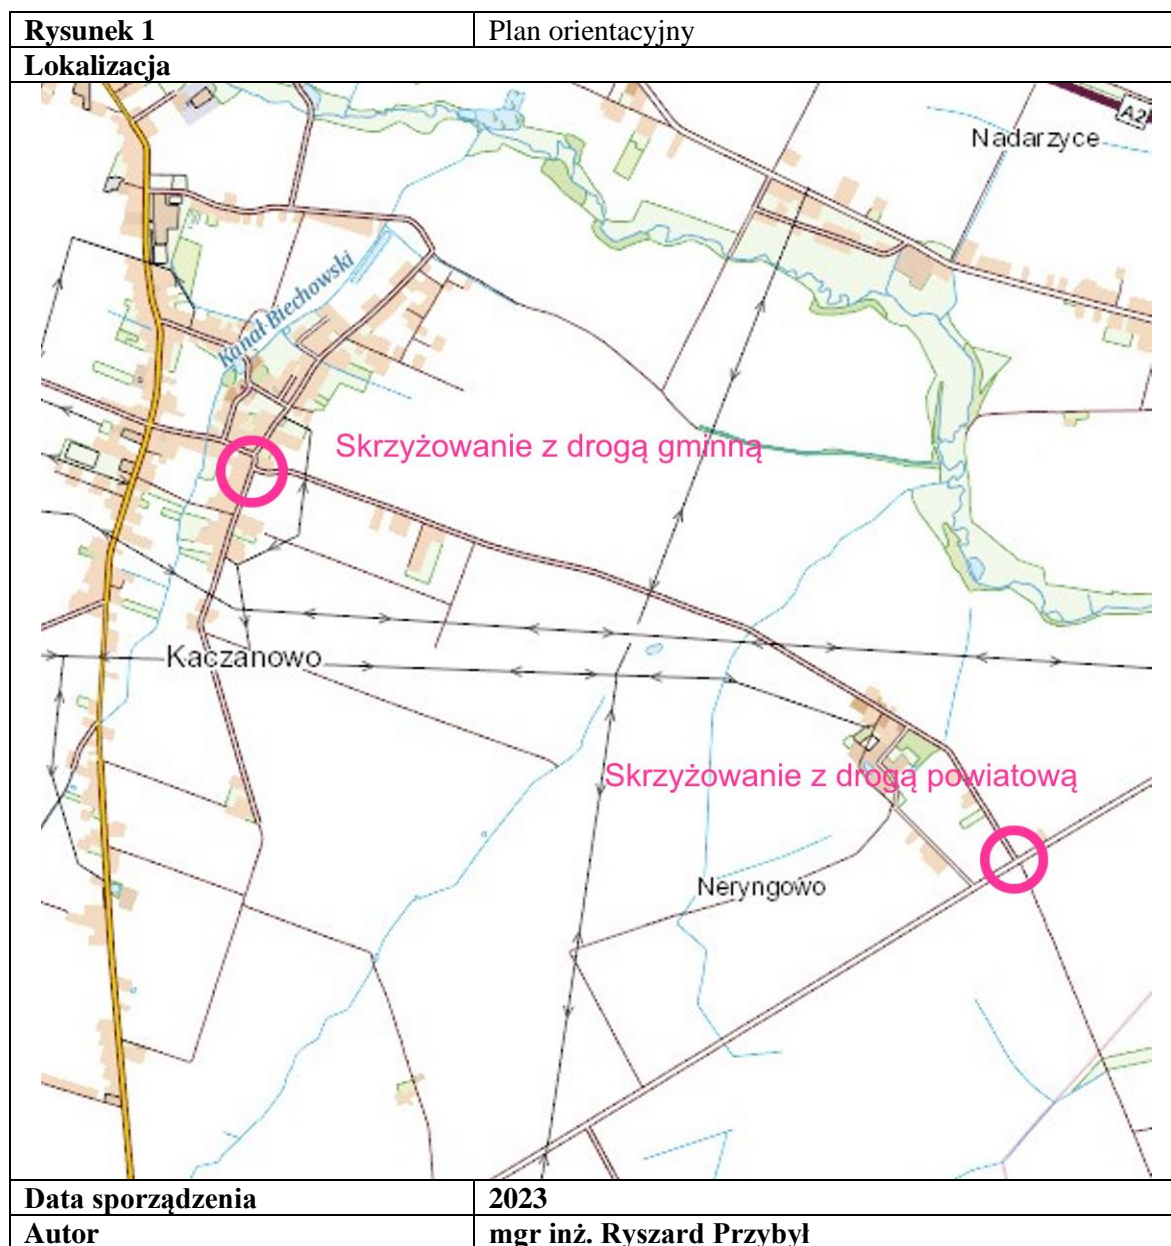 Rysunek 1 Plan orientacyjny
Lokalizacja
A2
Nadarzyce
Kanał Biechowski
Skrzyżowanie z drogą gminną
Kaczanowo
Skrzyżowanie z drogą powiatową
Neryngowo
Data sporządzenia 2023
Autor mgr inż. Ryszard Przybył